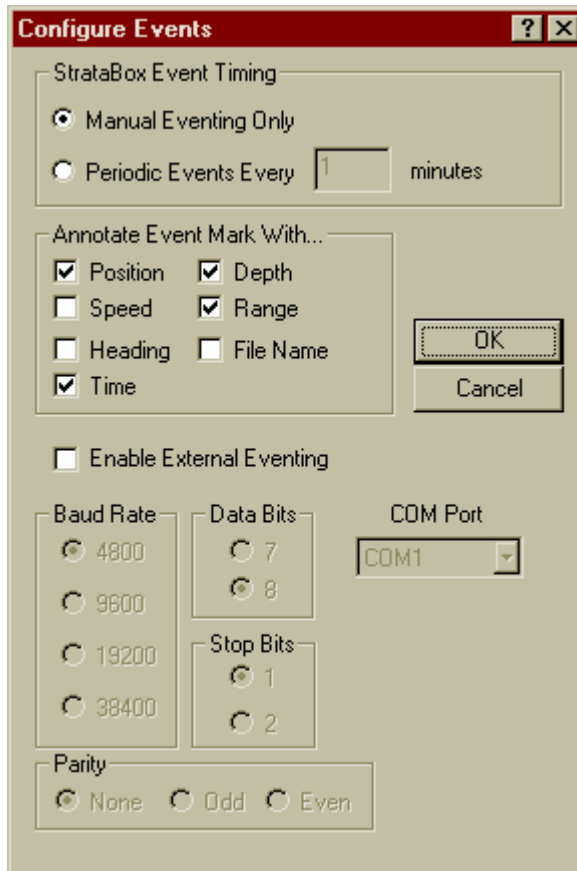 Configure Events
StrataBox Event Timing
Manual Eventing Only
Periodic Events Every 1 minutes
Annotate Event Mark With...
Position Depth
Speed Range
Heading File Name
Time
OK
Cancel
Enable External Eventing
Baud Rate
4800
9600
19200
38400
Data Bits
7
8
Stop Bits
1
2
COM Port
COM1
Parity
None Odd Even